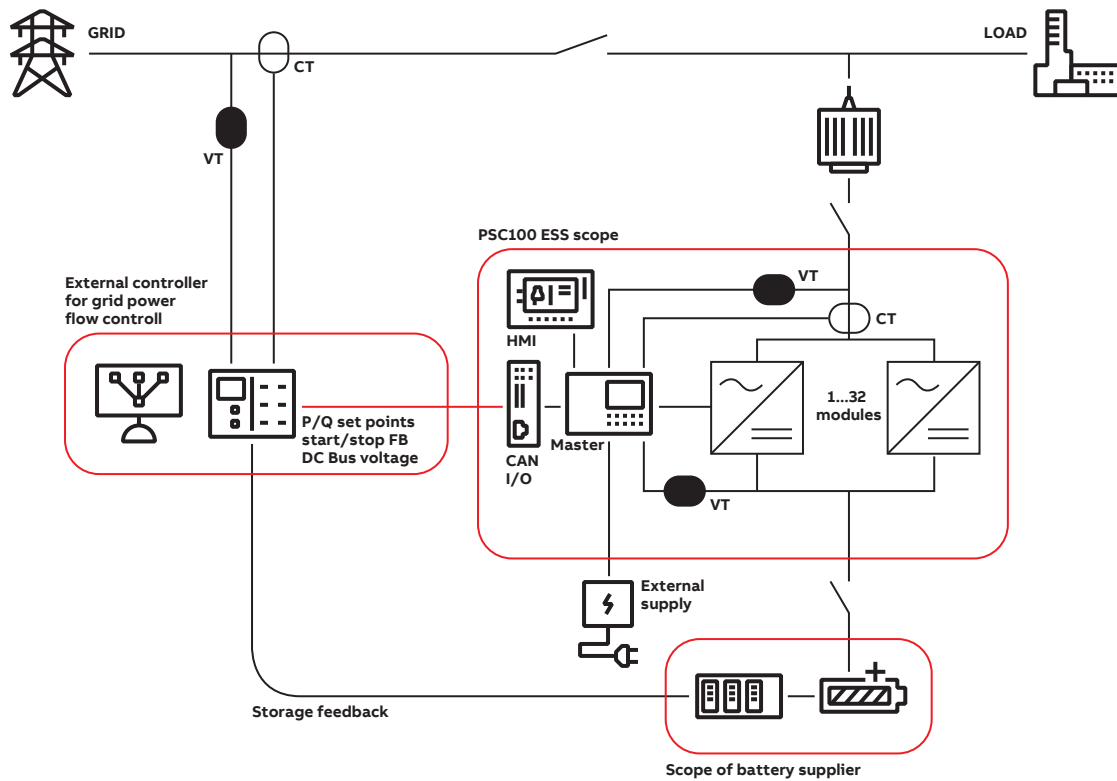 GRID
LOAD
CT
VT
PSC100 ESS scope
VT
External controller
for grid power
flow controll
CT
HMI
1...32
modules
P/Q set points
start/stop FB
DC Bus voltage
Master
CAN
I/O
VT
External
supply
Storage feedback
Scope of battery supplier